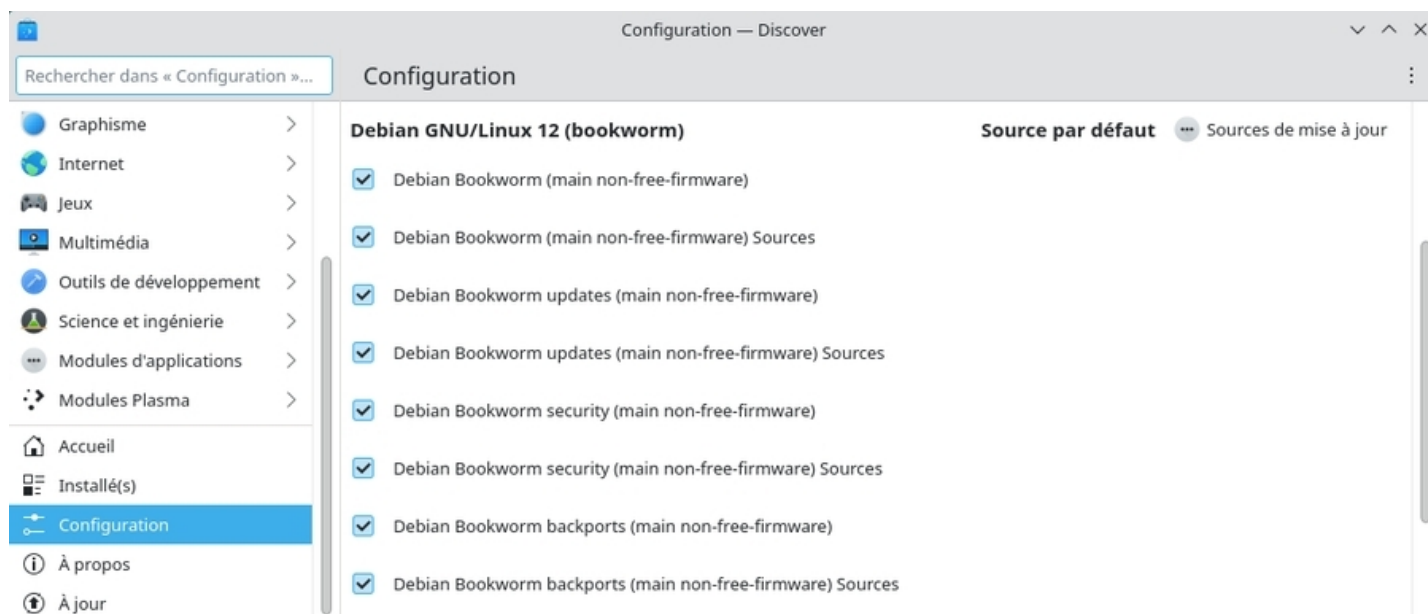 Configuration — Discover
Rechercher dans « Configuration »...
Configuration
Graphisme
Internet
Jeux
Multimédia
Outils de développement
Science et ingénierie
Modules d'applications
Modules Plasma
Accueil
Installé(s)
Configuration
À propos
À jour
Debian GNU/Linux 12 (bookworm)
Source par défaut
Sources de mise à jour
Debian Bookworm (main non-free-firmware)
Debian Bookworm (main non-free-firmware) Sources
Debian Bookworm updates (main non-free-firmware)
Debian Bookworm updates (main non-free-firmware) Sources
Debian Bookworm security (main non-free-firmware)
Debian Bookworm security (main non-free-firmware) Sources
Debian Bookworm backports (main non-free-firmware)
Debian Bookworm backports (main non-free-firmware) Sources